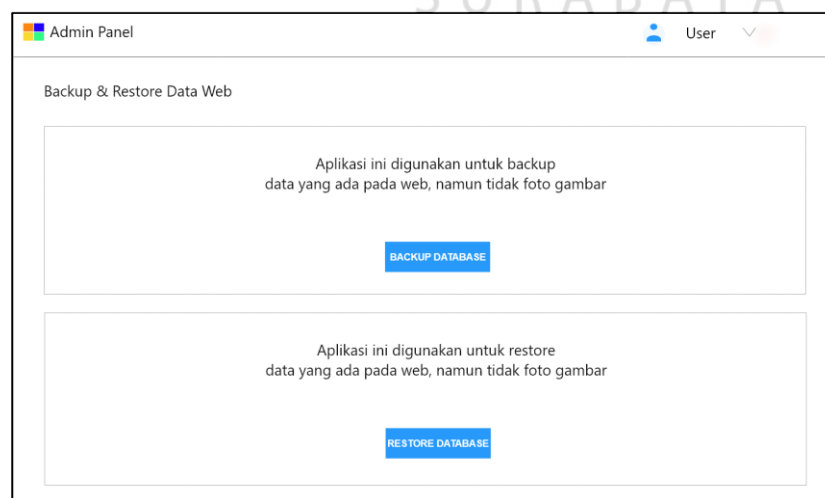 SURABAYA
Admin Panel
User
Backup & Restore Data Web
Aplikasi ini digunakan untuk backup
data yang ada pada web, namun tidak foto gambar
BACKUP DATABASE
Aplikasi ini digunakan untuk restore
data yang ada pada web, namun tidak foto gambar
RESTORE DATABASE